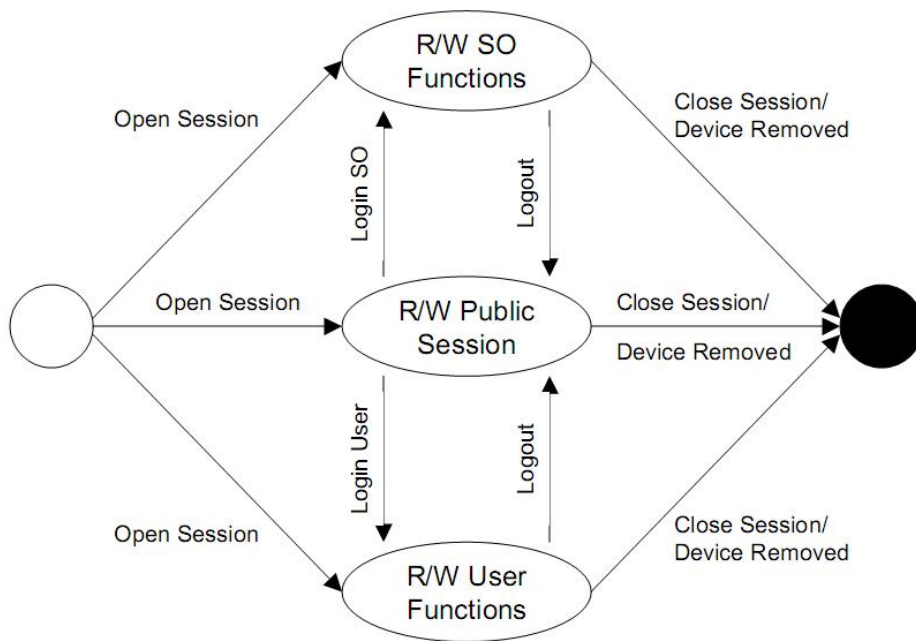 R/W SO
Functions
Open Session
Close Session/
Device Removed
Login SO
Logout
Open Session
R/W Public
Session
Close Session/
Device Removed
Login User
Logout
Open Session
Close Session/
Device Removed
R/W User
Functions